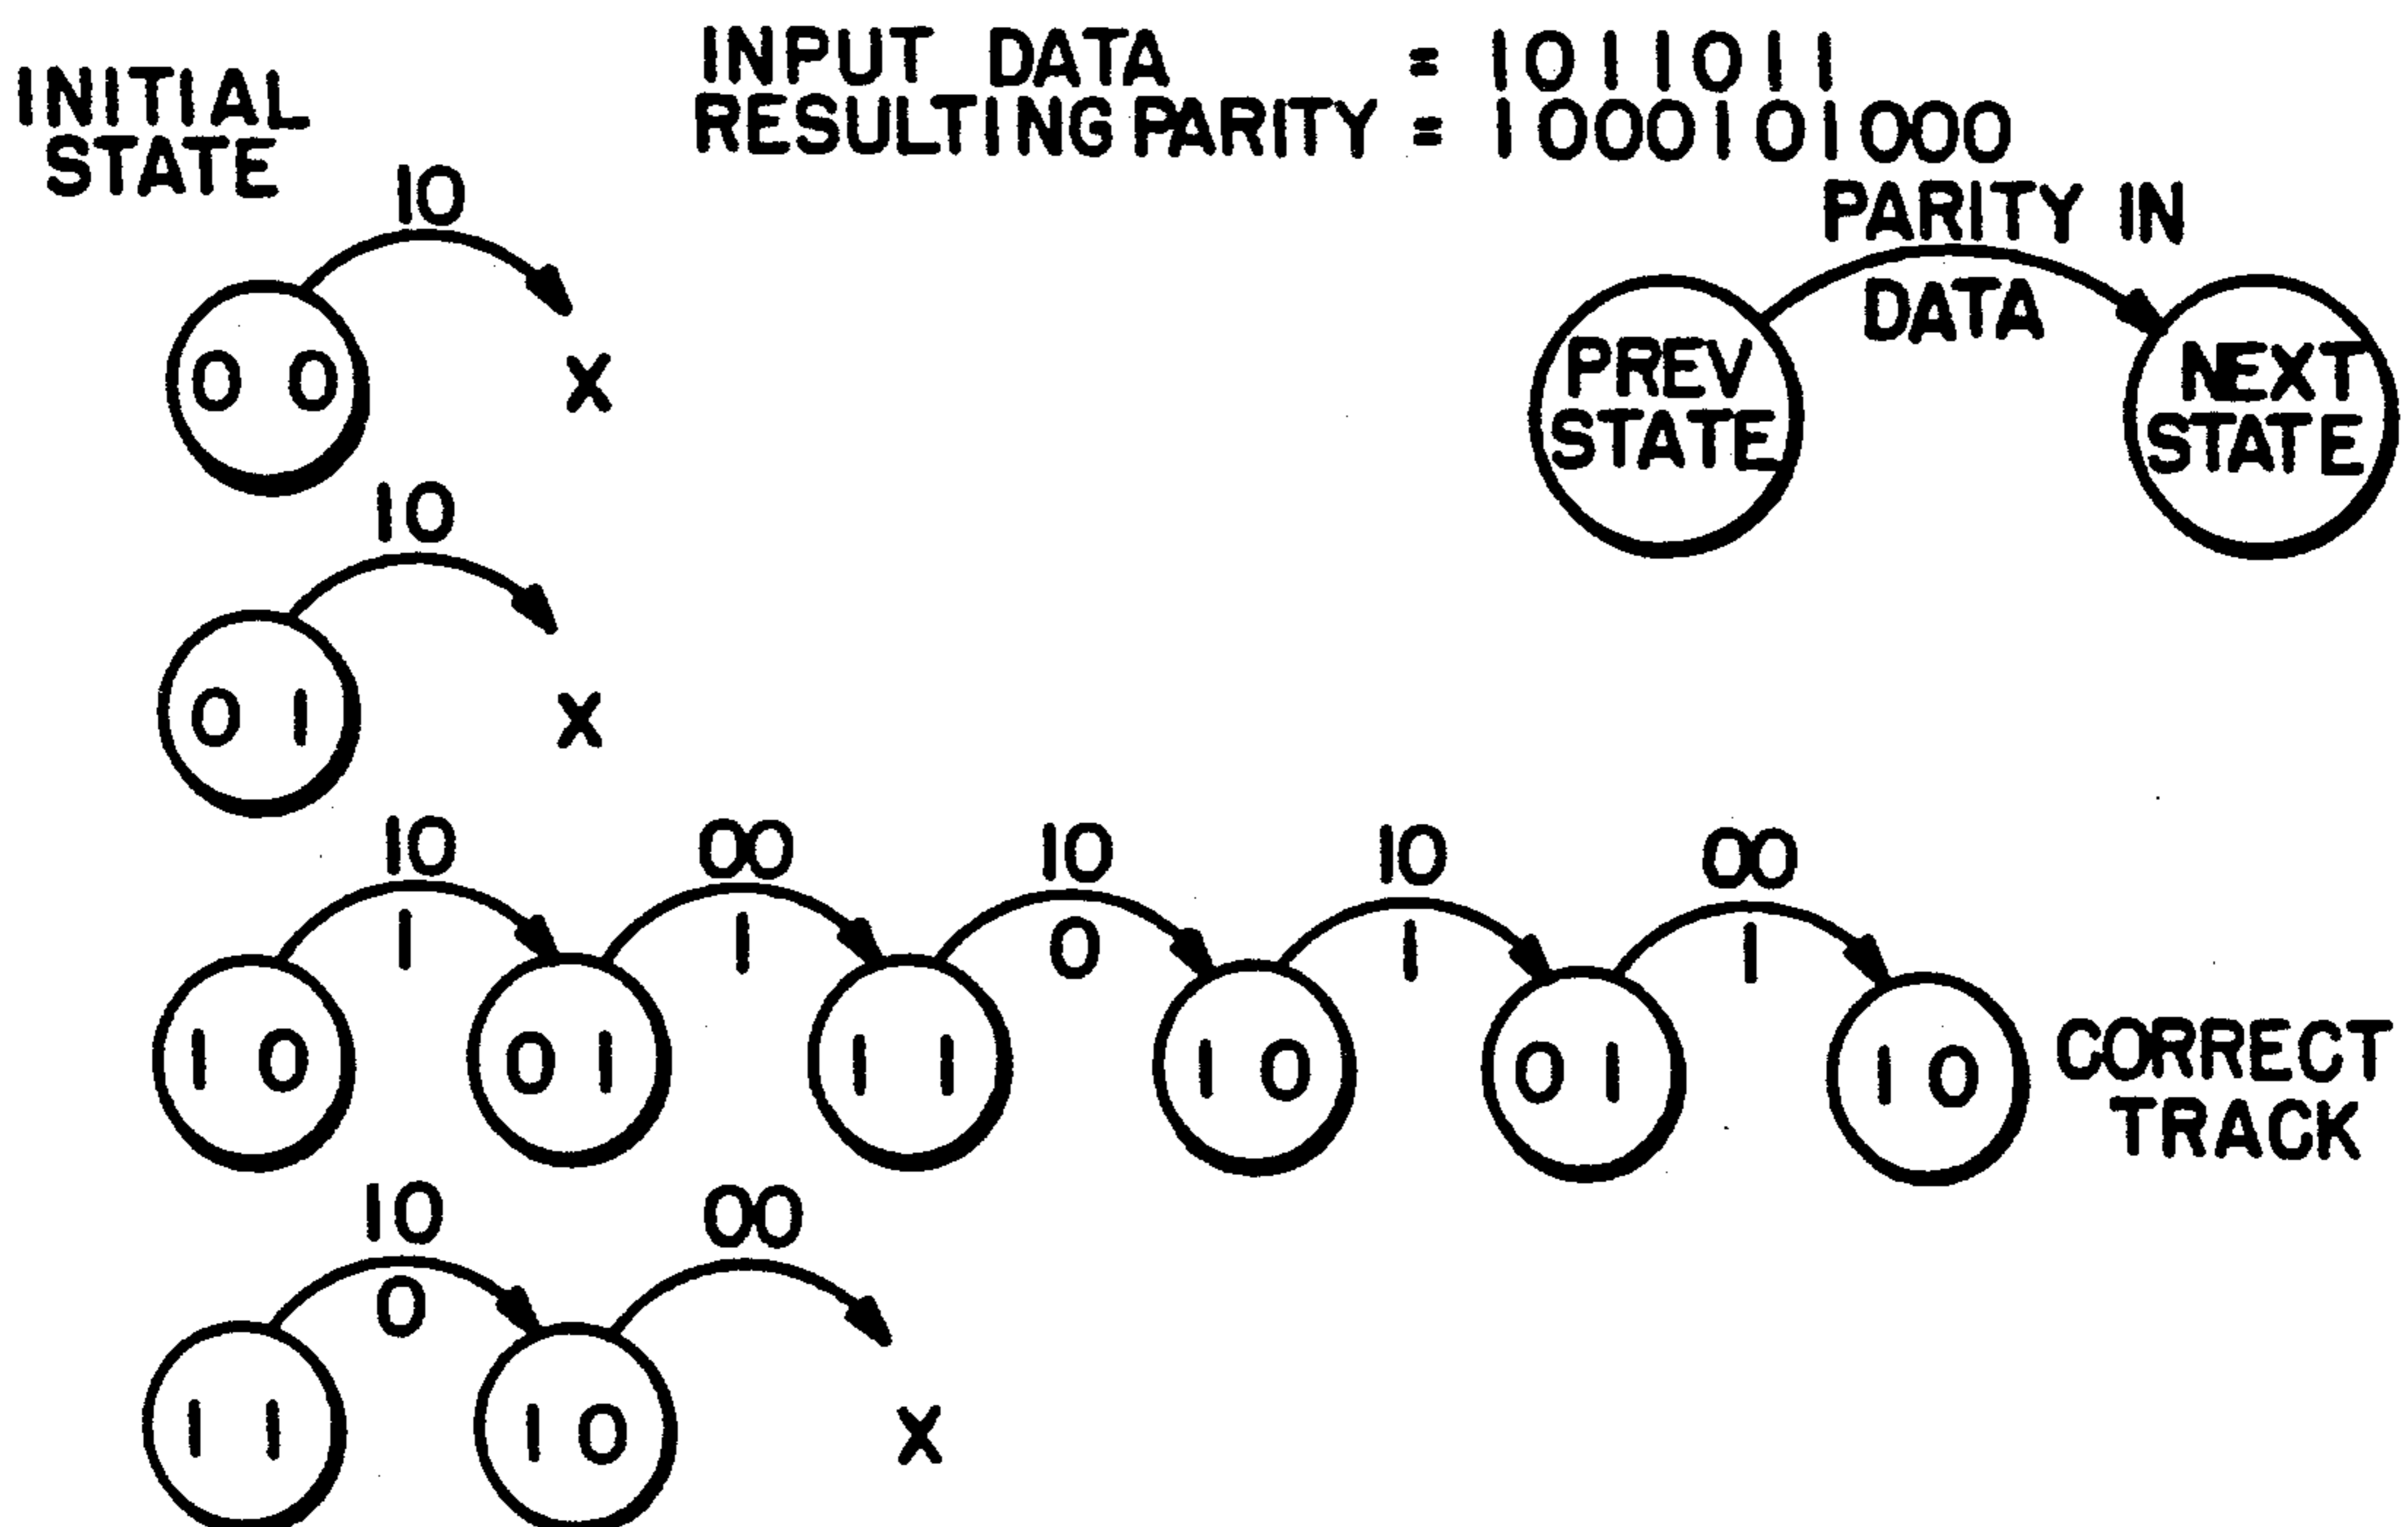 INITIAL
STATE
INPUT DATA = 1011011
RESULTING PARITY = 1000101000
PARITY IN
DATA
PREV
STATE
NEXT
STATE
10
0 0
X
10
0 1
X
10 00 10 10 00
1 1 0 1 1
1 0 0 1 1 1 1 0 0 1 1 0
CORRECT
TRACK
10 00
0
1 1 1 0
X